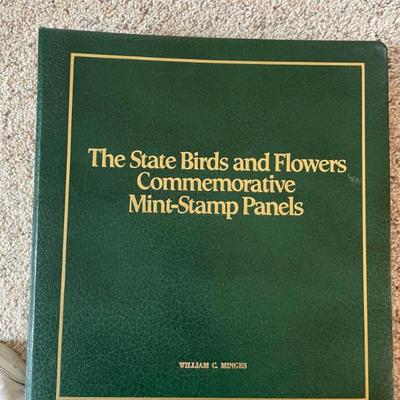 The State Birds and Flowers
Commemorative
Mint-Stamp Panels
WILLIAM C. MINGES